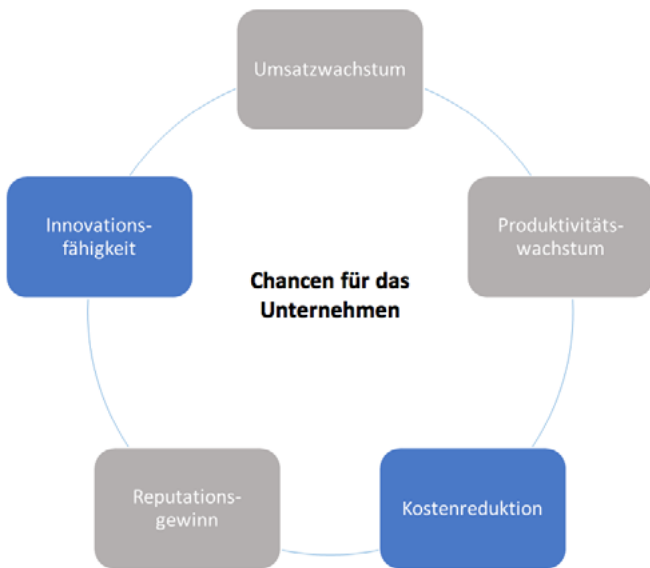 Umsatzwachstum
Produktivitäts-
wachstum
Kostenreduktion
Reputations-
gewinn
Innovations-
fähigkeit
Chancen für das
Unternehmen